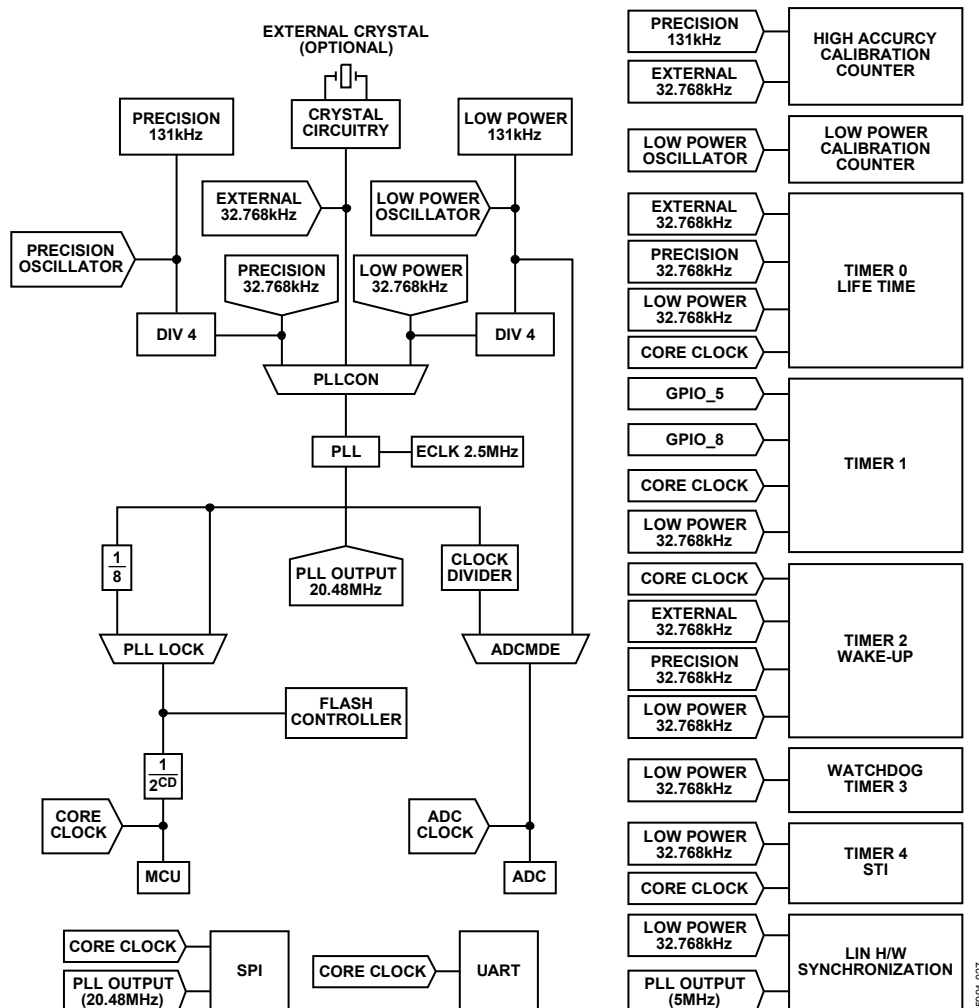 EXTERNAL CRYSTAL
(OPTIONAL)
PRECISION
131kHz
CRYSTAL
CIRCUITRY
LOW POWER
131kHz
EXTERNAL
32.768kHz
LOW POWER
OSCILLATOR
PRECISION
OSCILLATOR
PRECISION
32.768kHz
LOW POWER
32.768kHz
DIV 4
DIV 4
PLLCON
PLL
ECLK 2.5MHz
1
8
PLL OUTPUT
20.48MHz
CLOCK
DIVIDER
PLL LOCK
ADCMDE
FLASH
CONTROLLER
1
2CD
CORE
CLOCK
ADC
CLOCK
MCU
ADC
CORE CLOCK
PLL OUTPUT
(20.48MHz)
SPI
CORE CLOCK
UART
PRECISION
131kHz
EXTERNAL
32.768kHz
HIGH ACCURCY
CALIBRATION
COUNTER
LOW POWER
OSCILLATOR
LOW POWER
CALIBRATION
COUNTER
EXTERNAL
32.768kHz
PRECISION
32.768kHz
LOW POWER
32.768kHz
CORE CLOCK
TIMER 0
LIFE TIME
GPIO_5
GPIO_8
CORE CLOCK
LOW POWER
32.768kHz
TIMER 1
CORE CLOCK
EXTERNAL
32.768kHz
PRECISION
32.768kHz
LOW POWER
32.768kHz
TIMER 2
WAKE-UP
LOW POWER
32.768kHz
WATCHDOG
TIMER 3
LOW POWER
32.768kHz
CORE CLOCK
TIMER 4
STI
LOW POWER
32.768kHz
PLL OUTPUT
(5MHz)
LIN H/W
SYNCHRONIZATION